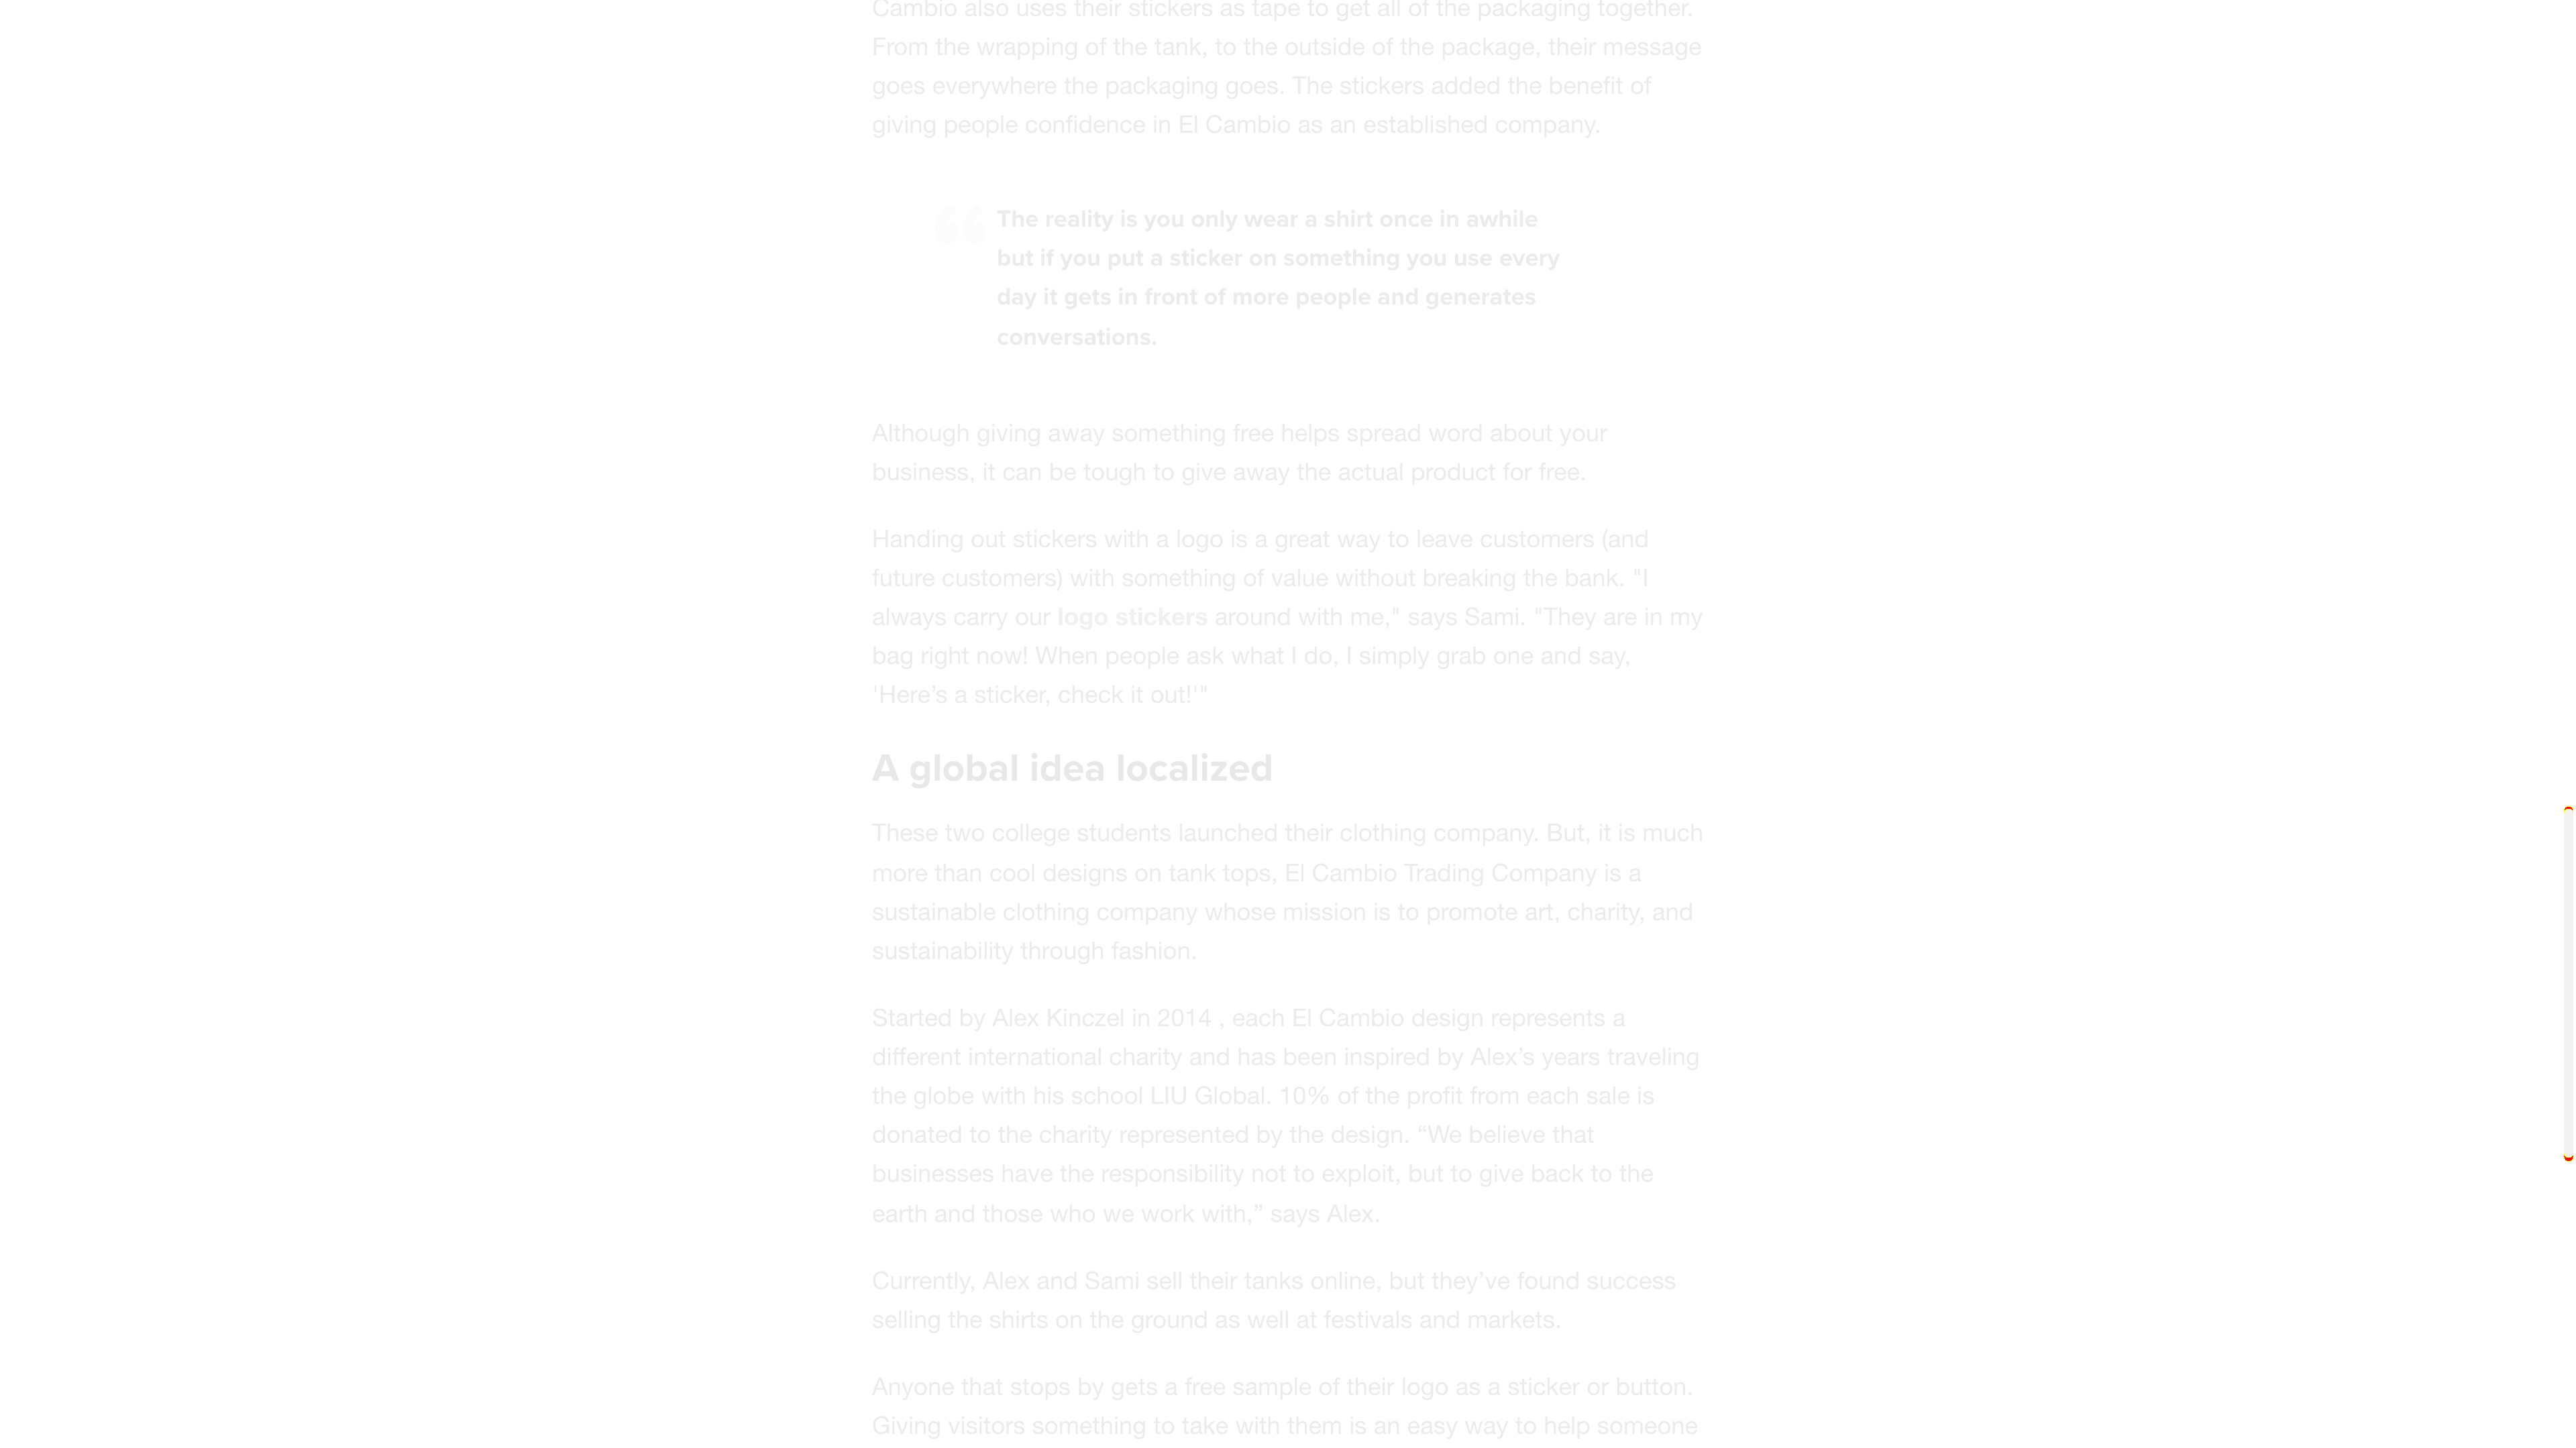 Cambio also uses their stickers as tape to get all of the packaging together.
From the wrapping of the tank, to the outside of the package, their message
goes everywhere the packaging goes. The stickers added the benefit of
giving people confidence in El Cambio as an established company.
“ The reality is you only wear a shirt once in awhile
but if you put a sticker on something you use every
day it gets in front of more people and generates
conversations.
Although giving away something free helps spread word about your
business, it can be tough to give away the actual product for free.
Handing out stickers with a logo is a great way to leave customers (and
future customers) with something of value without breaking the bank. "I
always carry our logo stickers around with me," says Sami. "They are in my
bag right now! When people ask what I do, I simply grab one and say,
'Here’s a sticker, check it out!'"
A global idea localized
These two college students launched their clothing company. But, it is much
more than cool designs on tank tops, El Cambio Trading Company is a
sustainable clothing company whose mission is to promote art, charity, and
sustainability through fashion.
Started by Alex Kinczel in 2014 , each El Cambio design represents a
different international charity and has been inspired by Alex’s years traveling
the globe with his school LIU Global. 10% of the profit from each sale is
donated to the charity represented by the design. “We believe that
businesses have the responsibility not to exploit, but to give back to the
earth and those who we work with,” says Alex.
Currently, Alex and Sami sell their tanks online, but they’ve found success
selling the shirts on the ground as well at festivals and markets.
Anyone that stops by gets a free sample of their logo as a sticker or button.
Giving visitors something to take with them is an easy way to help someone